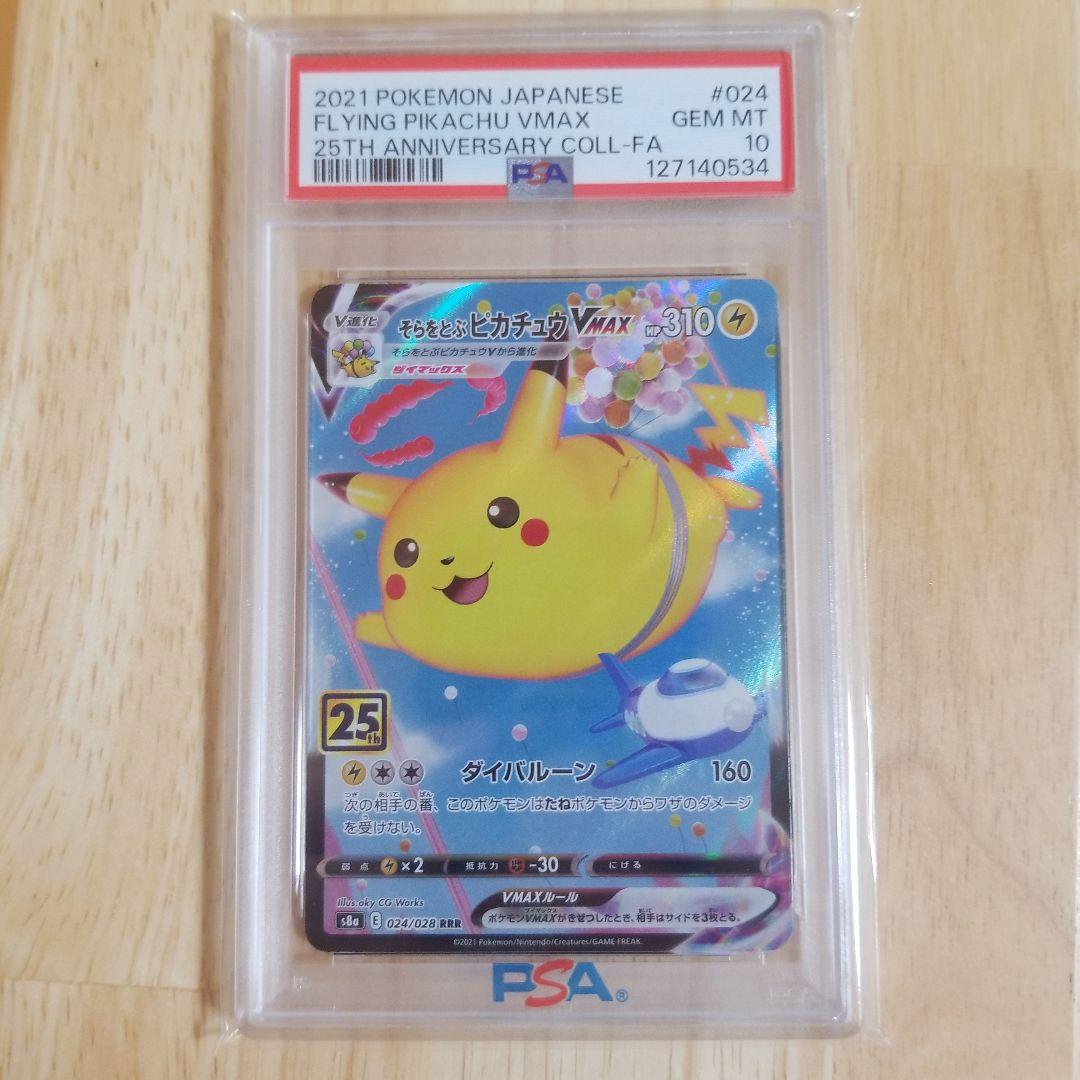 2021 POKEMON JAPANESE #024
FLYING PIKACHU VMAX GEM MT
25TH ANNIVERSARY COLL-FA 10
PSA 127140534
V進化 そらをとぶピカチュウVMAX HP310
そらをとぶピカチュウVから進化
ダイマックス
25th
ダイバルーン 160
次の相手の番、このポケモンはたねポケモンからワザのダメージ
を受けない。
弱点 ×2 抵抗力 -30 にげる
Illus.aky CG Works
VMAXルール
ポケモンVMAXがきぜつしたとき、相手はサイドを3枚とる。
s8a E 024/028 RRR
©2021 Pokémon/Nintendo/Creatures/GAME FREAK.
PSA®